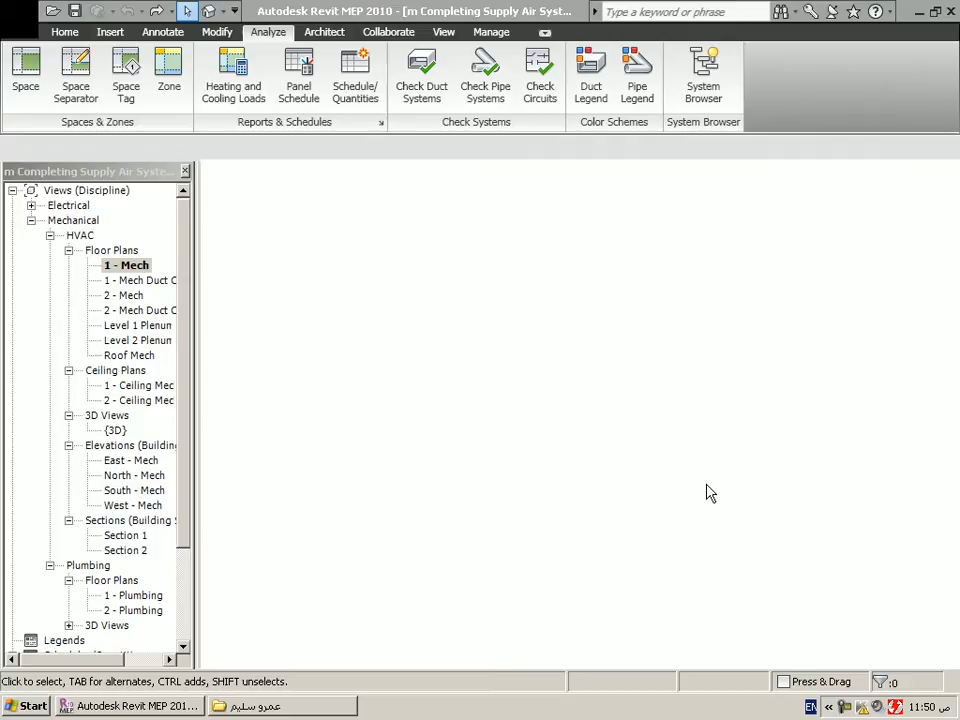 Autodesk Revit MEP 2010 - [m Completing Supply Air Syst...
Type a keyword or phrase
Home Insert Annotate Modify Analyze Architect Collaborate View Manage
Space
Space Separator
Space Tag
Zone
Heating and Cooling Loads
Panel Schedule
Schedule/ Quantities
Check Duct Systems
Check Pipe Systems
Check Circuits
Duct Legend
Pipe Legend
System Browser
Spaces & Zones
Reports & Schedules
Check Systems
Color Schemes
System Browser
m Completing Supply Air Syste...
Views (Discipline)
Electrical
Mechanical
HVAC
Floor Plans
1 - Mech
1 - Mech Duct C
2 - Mech
2 - Mech Duct C
Level 1 Plenum
Level 2 Plenum
Roof Mech
Ceiling Plans
1 - Ceiling Mec
2 - Ceiling Mec
3D Views
{3D}
Elevations (Building
East - Mech
North - Mech
South - Mech
West - Mech
Sections (Building
Section 1
Section 2
Plumbing
Floor Plans
1 - Plumbing
2 - Plumbing
3D Views
Legends
Click to select, TAB for alternates, CTRL adds, SHIFT unselects.
Press & Drag
:0
Start
Autodesk Revit MEP 201...
عمرو سليم
EN
11:50 ص